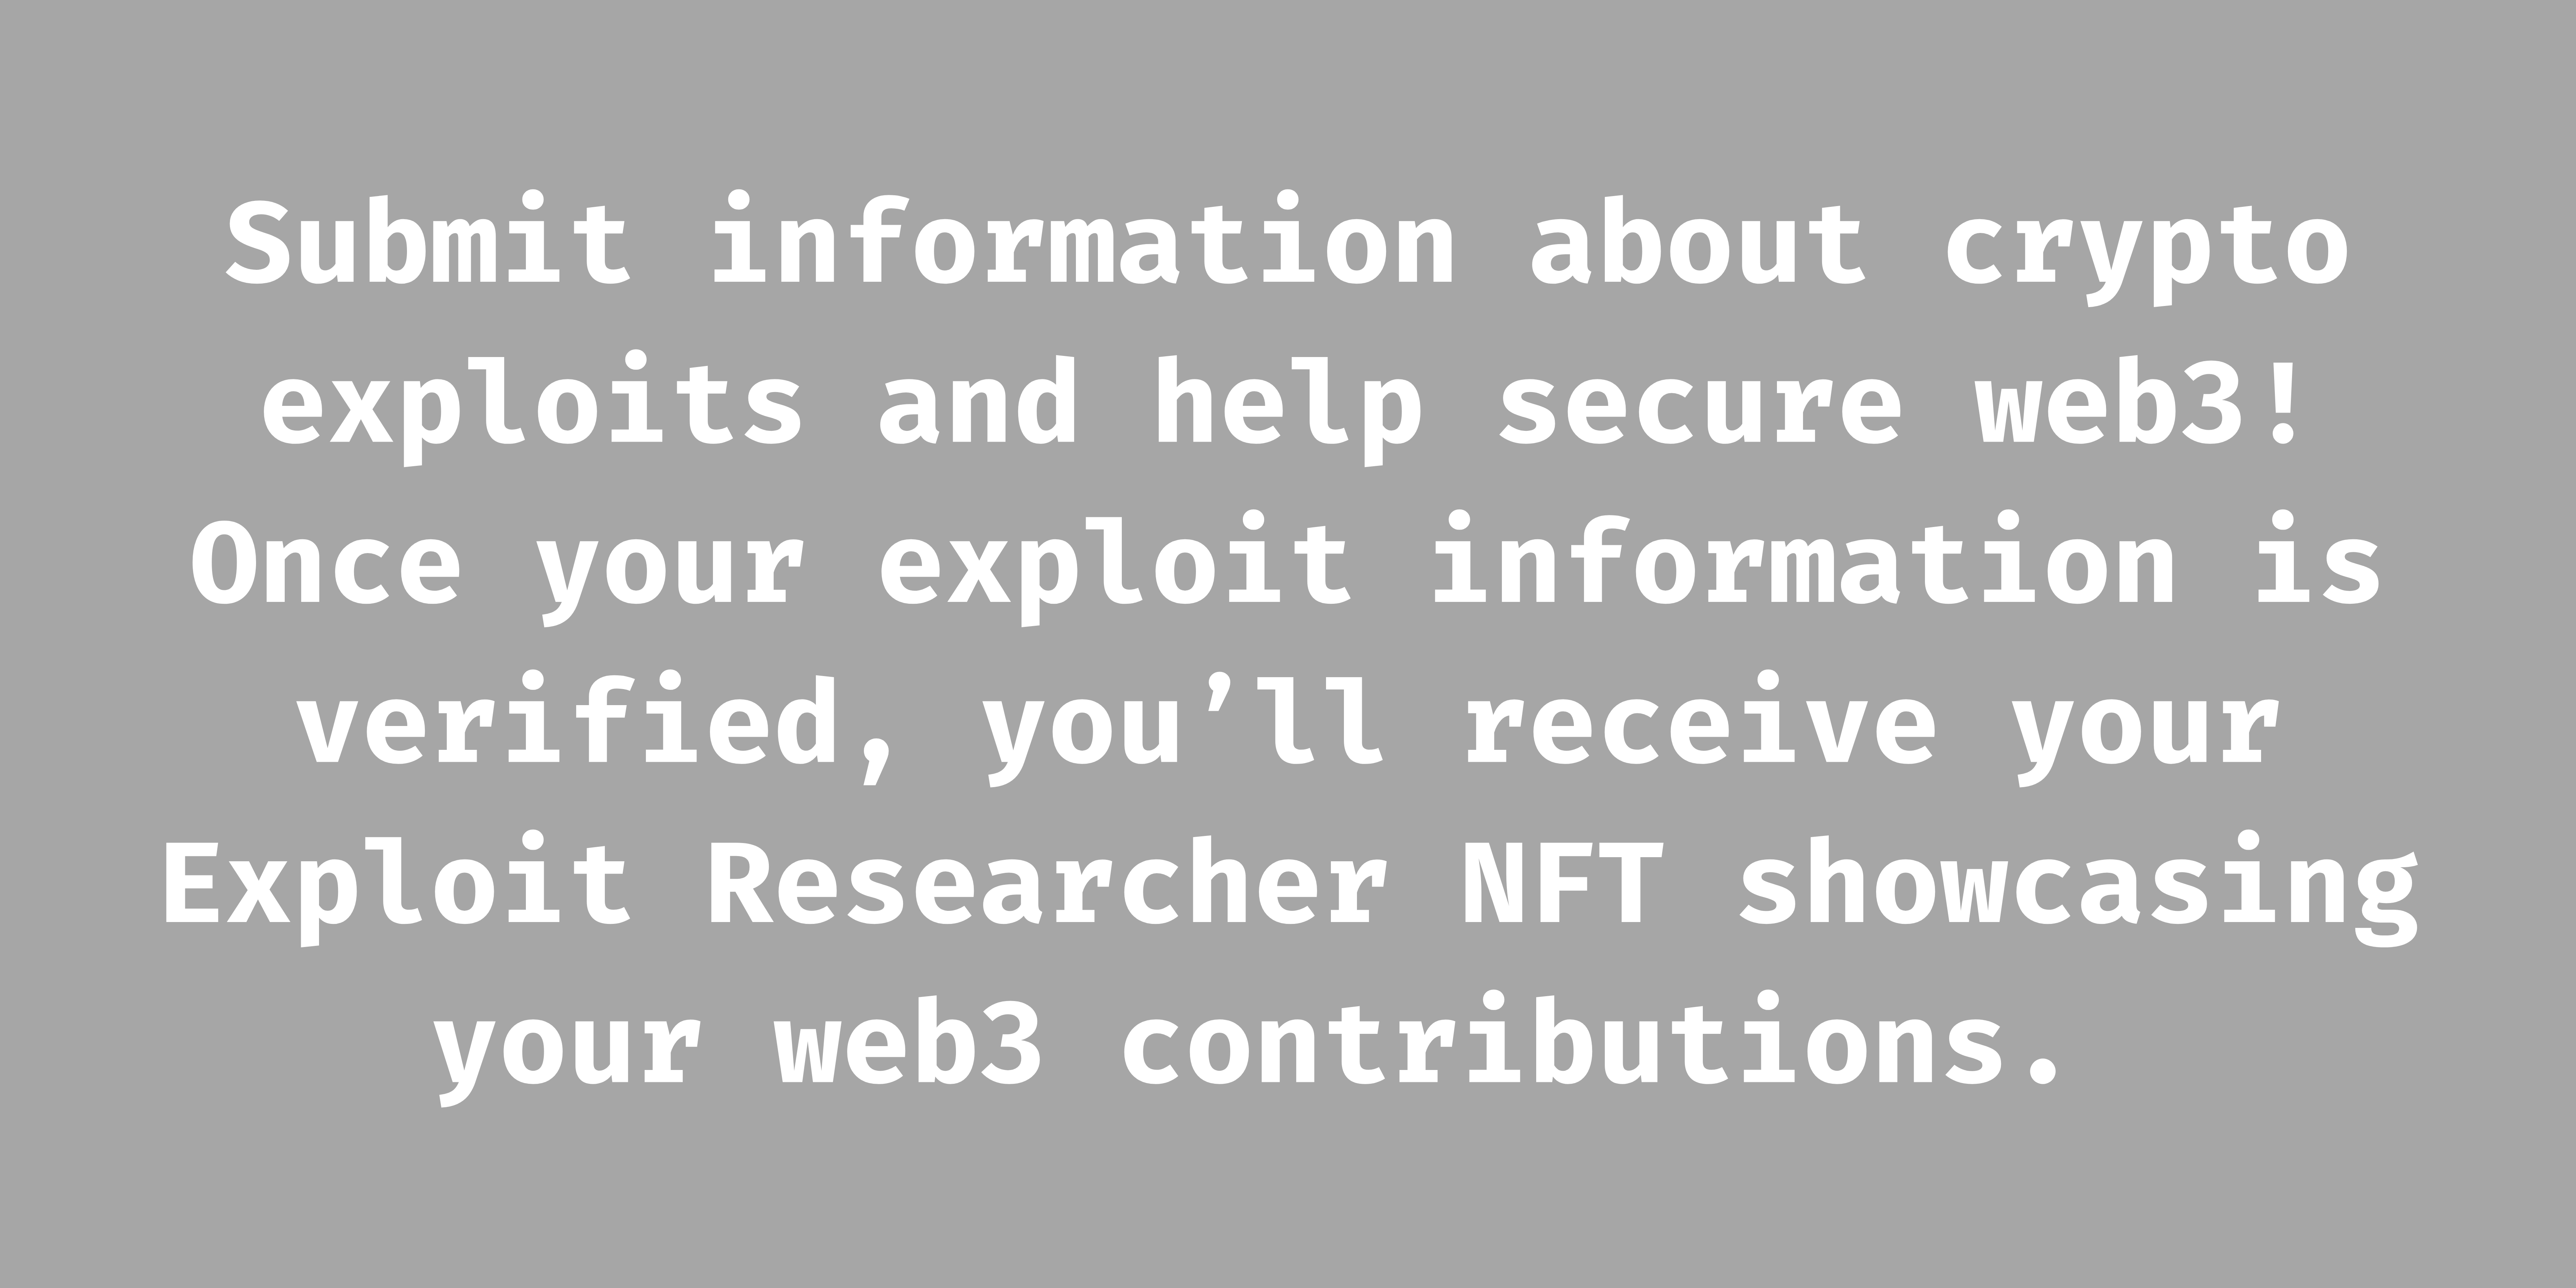 Submit information about crypto
exploits and help secure web3!
Once your exploit information is
verified, you’ll receive your
Exploit Researcher NFT showcasing
your web3 contributions.